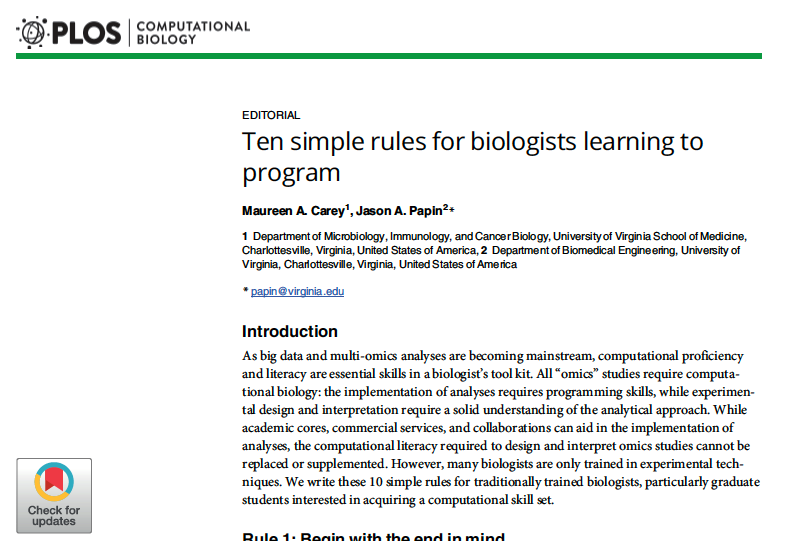 PLOS COMPUTATIONAL
BIOLOGY
EDITORIAL
Ten simple rules for biologists learning to
program
Maureen A. Carey1, Jason A. Papin2*
1 Department of Microbiology, Immunology, and Cancer Biology, University of Virginia School of Medicine,
Charlottesville, Virginia, United States of America, 2 Department of Biomedical Engineering, University of
Virginia, Charlottesville, Virginia, United States of America
* papin@virginia.edu
Introduction
As big data and multi-omics analyses are becoming mainstream, computational proficiency
and literacy are essential skills in a biologist's tool kit. All “omics” studies require computa-
tional biology: the implementation of analyses requires programming skills, while experimen-
tal design and interpretation require a solid understanding of the analytical approach. While
academic cores, commercial services, and collaborations can aid in the implementation of
analyses, the computational literacy required to design and interpret omics studies cannot be
replaced or supplemented. However, many biologists are only trained in experimental tech-
niques. We write these 10 simple rules for traditionally trained biologists, particularly graduate
students interested in acquiring a computational skill set.
Check for
updates
Rule 1: Begin with the end in mind